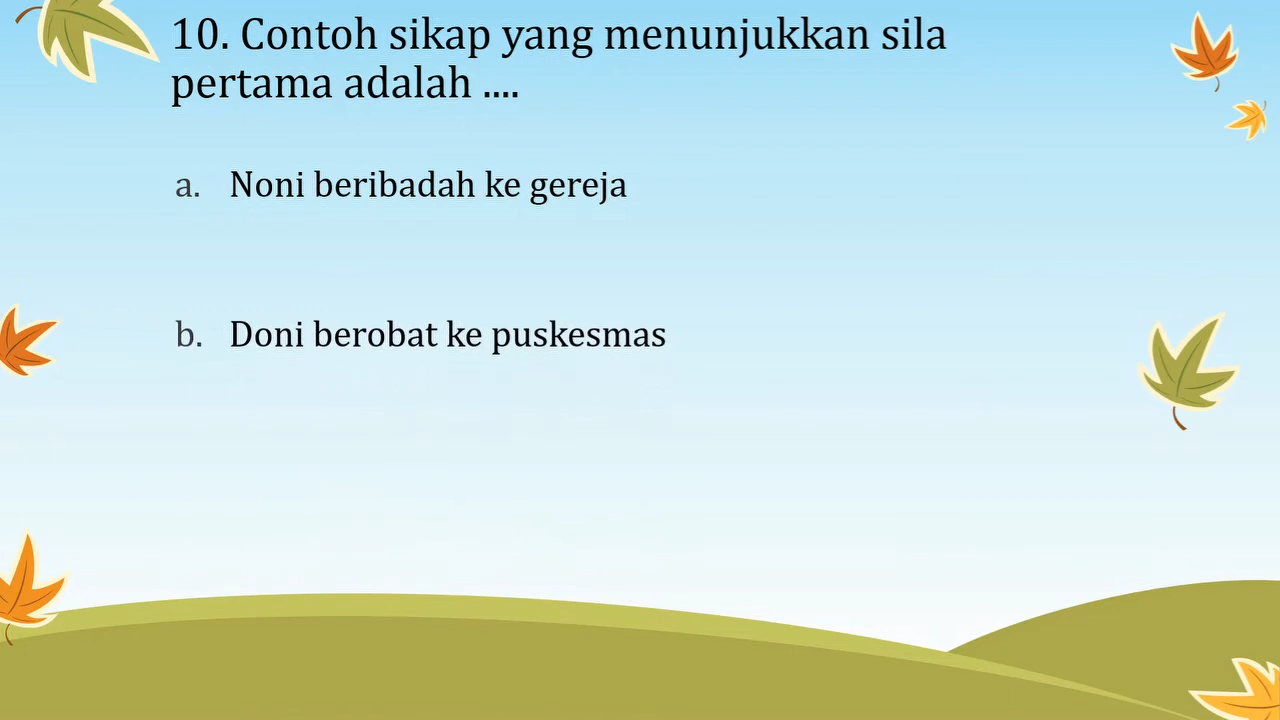 10. Contoh sikap yang menunjukkan sila
pertama adalah ....
a. Noni beribadah ke gereja
b. Doni berobat ke puskesmas